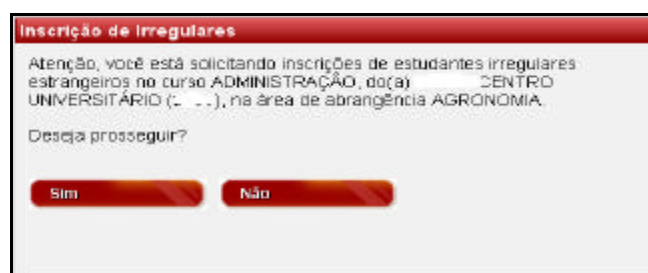 Inscrição de Irregulares
Atenção, você está solicitando inscrições de estudantes irregulares
estrangeiros no curso ADMINISTRAÇÃO, do(a) CENTRO
UNIVERSITÁRIO ( ), na área de abrangência AGRONOMIA.
Deseja prosseguir?
Sim
Não